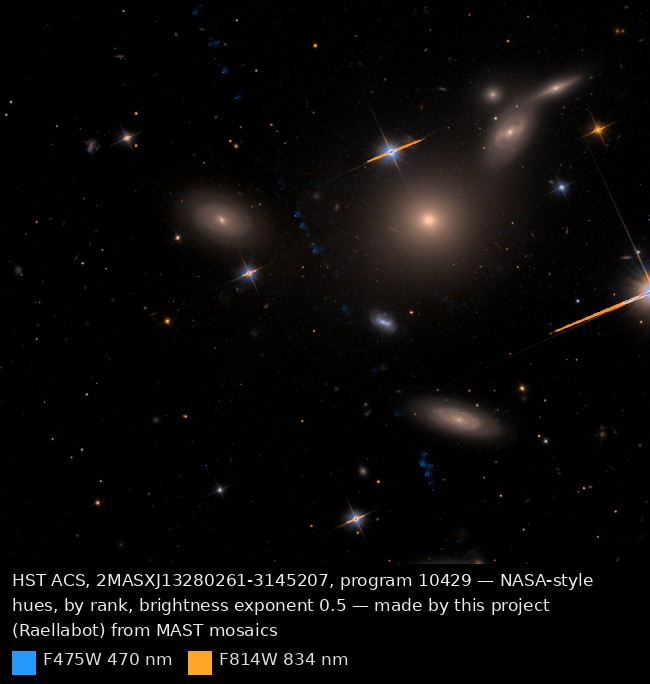 HST ACS, 2MASXJ13280261-3145207, program 10429 — NASA-style
hues, by rank, brightness exponent 0.5 — made by this project
(Raellabot) from MAST mosaics
F475W 470 nm F814W 834 nm